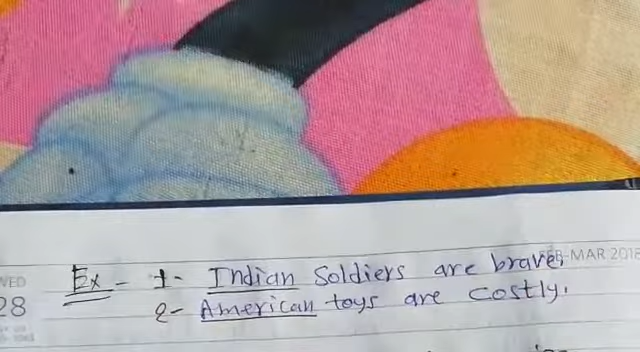 FEB-MAR 2018
WED
28
Ex - 1- Indian Soldiers are brave.
2- American toys are costly.